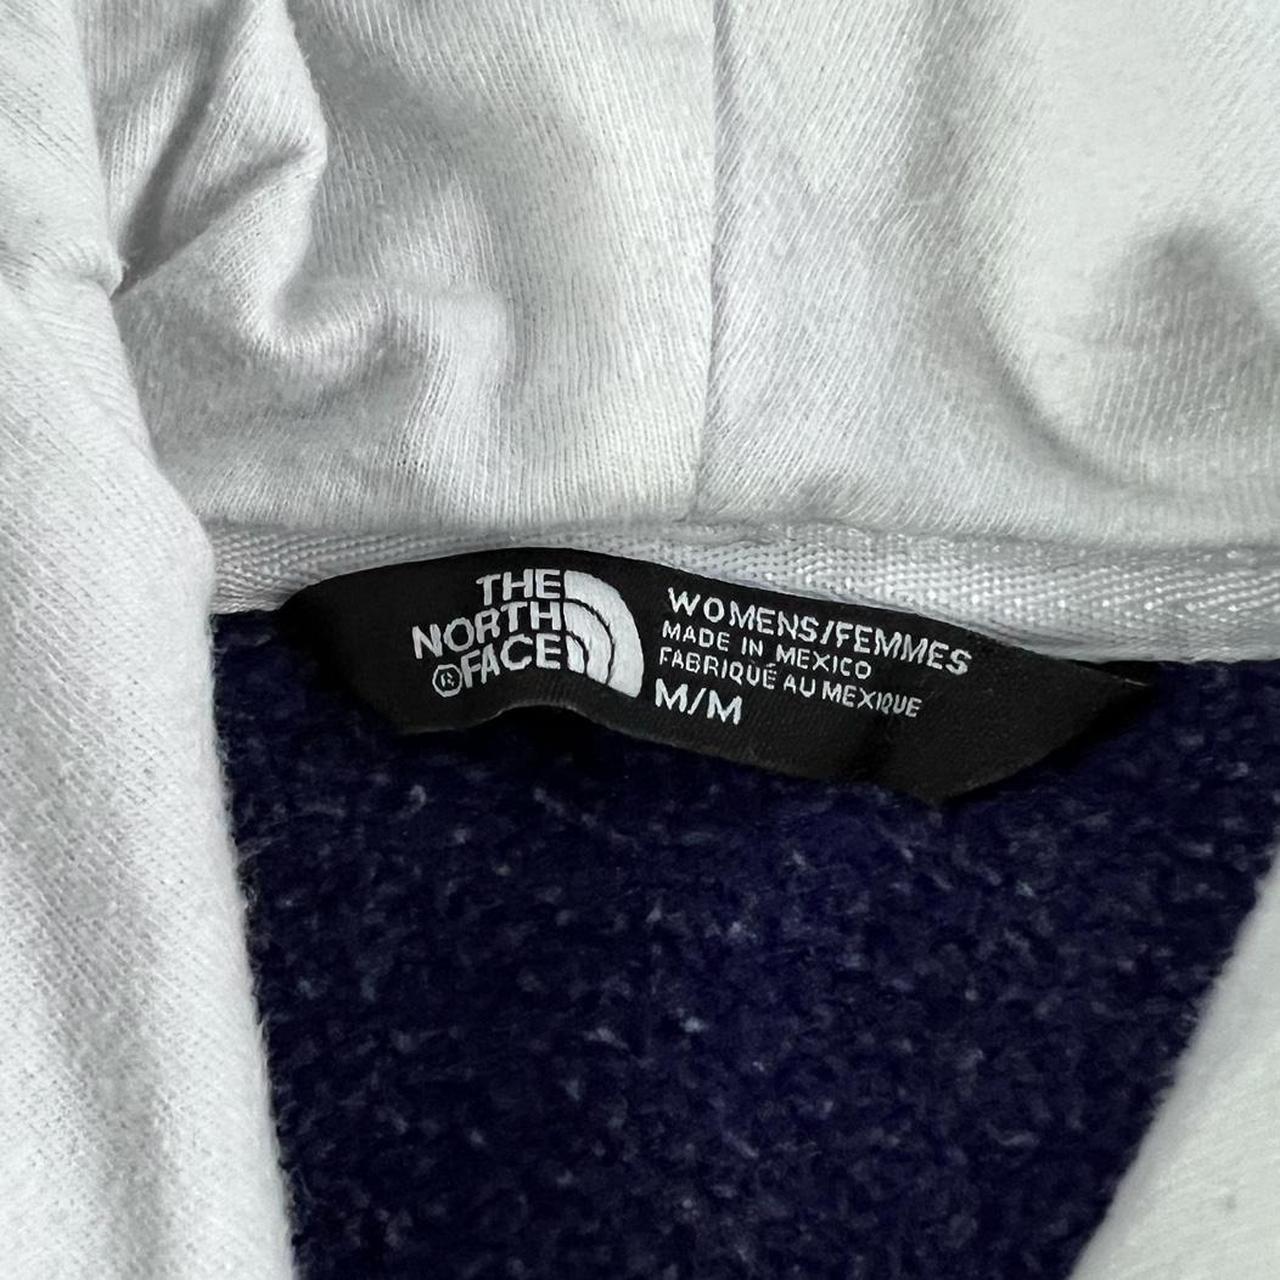 THE
NORTH
®FACE
WOMENS/FEMMES
MADE IN MEXICO
FABRIQUÉ AU MEXIQUE
M/M